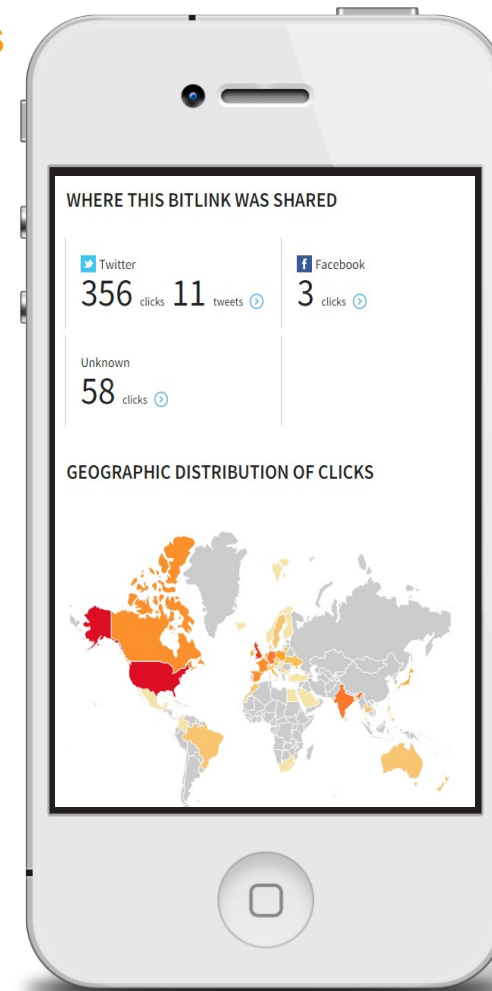 s
WHERE THIS BITLINK WAS SHARED
Twitter
356 clicks 11 tweets
Facebook
3 clicks
Unknown
58 clicks
GEOGRAPHIC DISTRIBUTION OF CLICKS